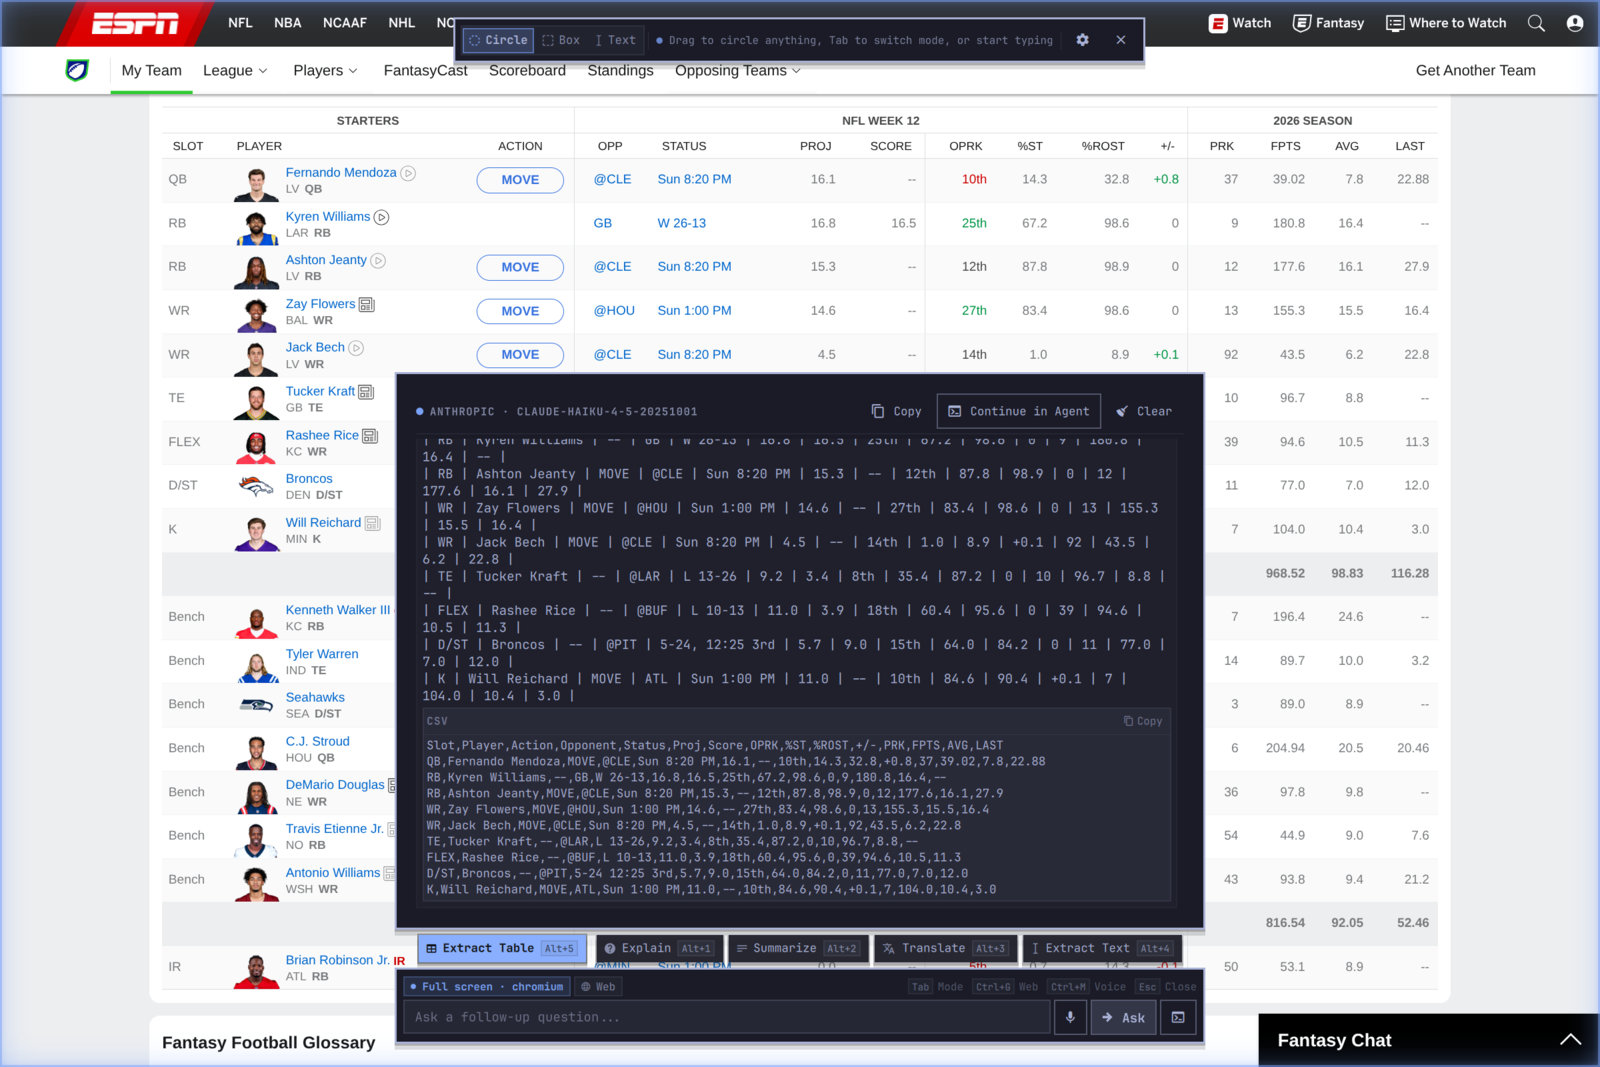 ESPN NFL NBA NCAAF NHL Watch Fantasy Where to Watch
Circle Box Text Drag to circle anything, Tab to switch mode, or start typing
My Team League Players FantasyCast Scoreboard Standings Opposing Teams Get Another Team
STARTERS NFL WEEK 12 2026 SEASON
SLOT PLAYER ACTION OPP STATUS PROJ SCORE OPRK %ST %ROST +/- PRK FPTS AVG LAST
QB Fernando Mendoza LV QB MOVE @CLE Sun 8:20 PM 16.1 -- 10th 14.3 32.8 +0.8 37 39.02 7.8 22.88
RB Kyren Williams LAR RB GB W 26-13 16.8 16.5 25th 67.2 98.6 0 9 180.8 16.4 --
RB Ashton Jeanty LV RB MOVE @CLE Sun 8:20 PM 15.3 -- 12th 87.8 98.9 0 12 177.6 16.1 27.9
WR Zay Flowers BAL WR MOVE @HOU Sun 1:00 PM 14.6 -- 27th 83.4 98.6 0 13 155.3 15.5 16.4
WR Jack Bech LV WR MOVE @CLE Sun 8:20 PM 4.5 -- 14th 1.0 8.9 +0.1 92 43.5 6.2 22.8
TE Tucker Kraft GB TE 10 96.7 8.8 --
FLEX Rashee Rice KC WR 39 94.6 10.5 11.3
D/ST Broncos DEN D/ST 11 77.0 7.0 12.0
K Will Reichard MIN K 7 104.0 10.4 3.0
968.52 98.83 116.28
Bench Kenneth Walker III KC RB 7 196.4 24.6 --
Bench Tyler Warren IND TE 14 89.7 10.0 3.2
Bench Seahawks SEA D/ST 3 89.0 8.9 --
Bench C.J. Stroud HOU QB 6 204.94 20.5 20.46
Bench DeMario Douglas NE WR 36 97.8 9.8 --
Bench Travis Etienne Jr. NO RB 54 44.9 9.0 7.6
Bench Antonio Williams WSH WR 43 93.8 9.4 21.2
816.54 92.05 52.46
IR Brian Robinson Jr. IR ATL RB 50 53.1 8.9 --
ANTHROPIC · CLAUDE-HAIKU-4-5-20251001 Copy Continue in Agent Clear
| RB | Kyren Williams | -- | GB | W 26-13 | 16.8 | 16.5 | 25th | 67.2 | 98.6 | 0 | 9 | 180.8 |
16.4 | -- |
| RB | Ashton Jeanty | MOVE | @CLE | Sun 8:20 PM | 15.3 | -- | 12th | 87.8 | 98.9 | 0 | 12 |
177.6 | 16.1 | 27.9 |
| WR | Zay Flowers | MOVE | @HOU | Sun 1:00 PM | 14.6 | -- | 27th | 83.4 | 98.6 | 0 | 13 | 155.3
| 15.5 | 16.4 |
| WR | Jack Bech | MOVE | @CLE | Sun 8:20 PM | 4.5 | -- | 14th | 1.0 | 8.9 | +0.1 | 92 | 43.5 |
6.2 | 22.8 |
| TE | Tucker Kraft | -- | @LAR | L 13-26 | 9.2 | 3.4 | 8th | 35.4 | 87.2 | 0 | 10 | 96.7 | 8.8 |
-- |
| FLEX | Rashee Rice | -- | @BUF | L 10-13 | 11.0 | 3.9 | 18th | 60.4 | 95.6 | 0 | 39 | 94.6 |
10.5 | 11.3 |
| D/ST | Broncos | -- | @PIT | 5-24, 12:25 3rd | 5.7 | 9.0 | 15th | 64.0 | 84.2 | 0 | 11 | 77.0 |
7.0 | 12.0 |
| K | Will Reichard | MOVE | ATL | Sun 1:00 PM | 11.0 | -- | 10th | 84.6 | 90.4 | +0.1 | 7 |
104.0 | 10.4 | 3.0 |
CSV Copy
Slot,Player,Action,Opponent,Status,Proj,Score,OPRK,%ST,%ROST,+/-,PRK,FPTS,AVG,LAST
QB,Fernando Mendoza,MOVE,@CLE,Sun 8:20 PM,16.1,--,10th,14.3,32.8,+0.8,37,39.02,7.8,22.88
RB,Kyren Williams,--,GB,W 26-13,16.8,16.5,25th,67.2,98.6,0,9,180.8,16.4,--
RB,Ashton Jeanty,MOVE,@CLE,Sun 8:20 PM,15.3,--,12th,87.8,98.9,0,12,177.6,16.1,27.9
WR,Zay Flowers,MOVE,@HOU,Sun 1:00 PM,14.6,--,27th,83.4,98.6,0,13,155.3,15.5,16.4
WR,Jack Bech,MOVE,@CLE,Sun 8:20 PM,4.5,--,14th,1.0,8.9,+0.1,92,43.5,6.2,22.8
TE,Tucker Kraft,--,@LAR,L 13-26,9.2,3.4,8th,35.4,87.2,0,10,96.7,8.8,--
FLEX,Rashee Rice,--,@BUF,L 10-13,11.0,3.9,18th,60.4,95.6,0,39,94.6,10.5,11.3
D/ST,Broncos,--,@PIT,5-24 12:25 3rd,5.7,9.0,15th,64.0,84.2,0,11,77.0,7.0,12.0
K,Will Reichard,MOVE,ATL,Sun 1:00 PM,11.0,--,10th,84.6,90.4,+0.1,7,104.0,10.4,3.0
Extract Table Alt+5 Explain Alt+1 Summarize Alt+2 Translate Alt+3 Extract Text Alt+4
Full screen · chromium Web Tab Mode Ctrl+G Web Ctrl+M Voice Esc Close
Ask a follow-up question... Ask
Fantasy Football Glossary
Fantasy Chat